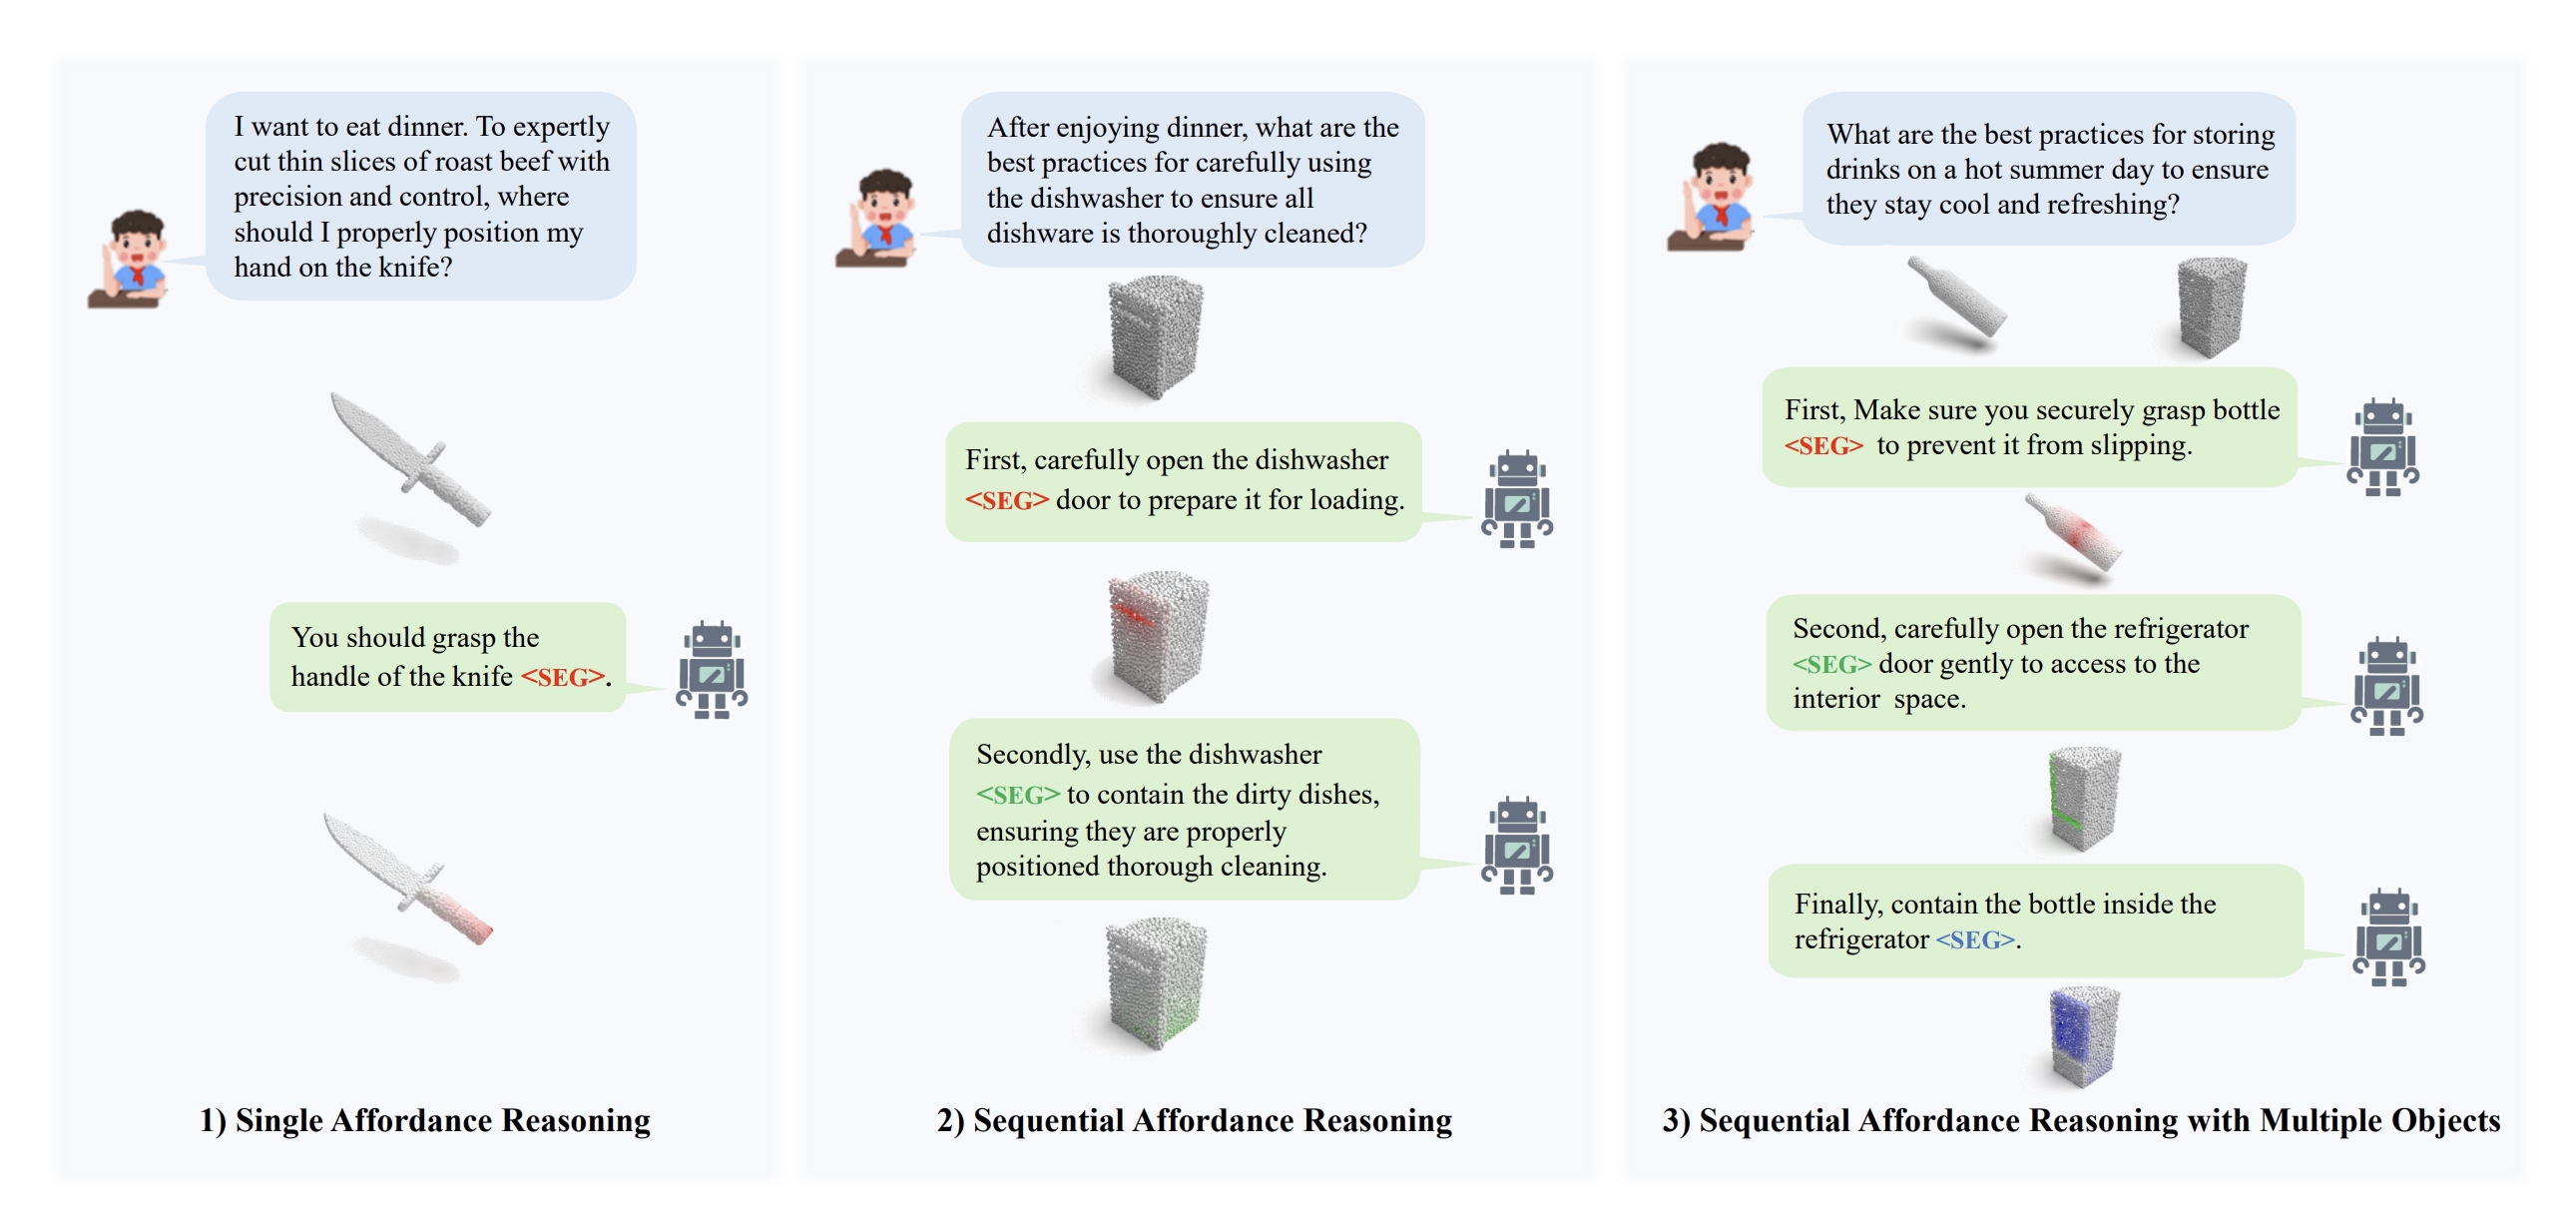 I want to eat dinner. To expertly
cut thin slices of roast beef with
precision and control, where
should I properly position my
hand on the knife?
You should grasp the
handle of the knife <SEG>.
1) Single Affordance Reasoning
After enjoying dinner, what are the
best practices for carefully using
the dishwasher to ensure all
dishware is thoroughly cleaned?
First, carefully open the dishwasher
<SEG> door to prepare it for loading.
Secondly, use the dishwasher
<SEG> to contain the dirty dishes,
ensuring they are properly
positioned thorough cleaning.
2) Sequential Affordance Reasoning
What are the best practices for storing
drinks on a hot summer day to ensure
they stay cool and refreshing?
First, Make sure you securely grasp bottle
<SEG> to prevent it from slipping.
Second, carefully open the refrigerator
<SEG> door gently to access to the
interior space.
Finally, contain the bottle inside the
refrigerator <SEG>.
3) Sequential Affordance Reasoning with Multiple Objects